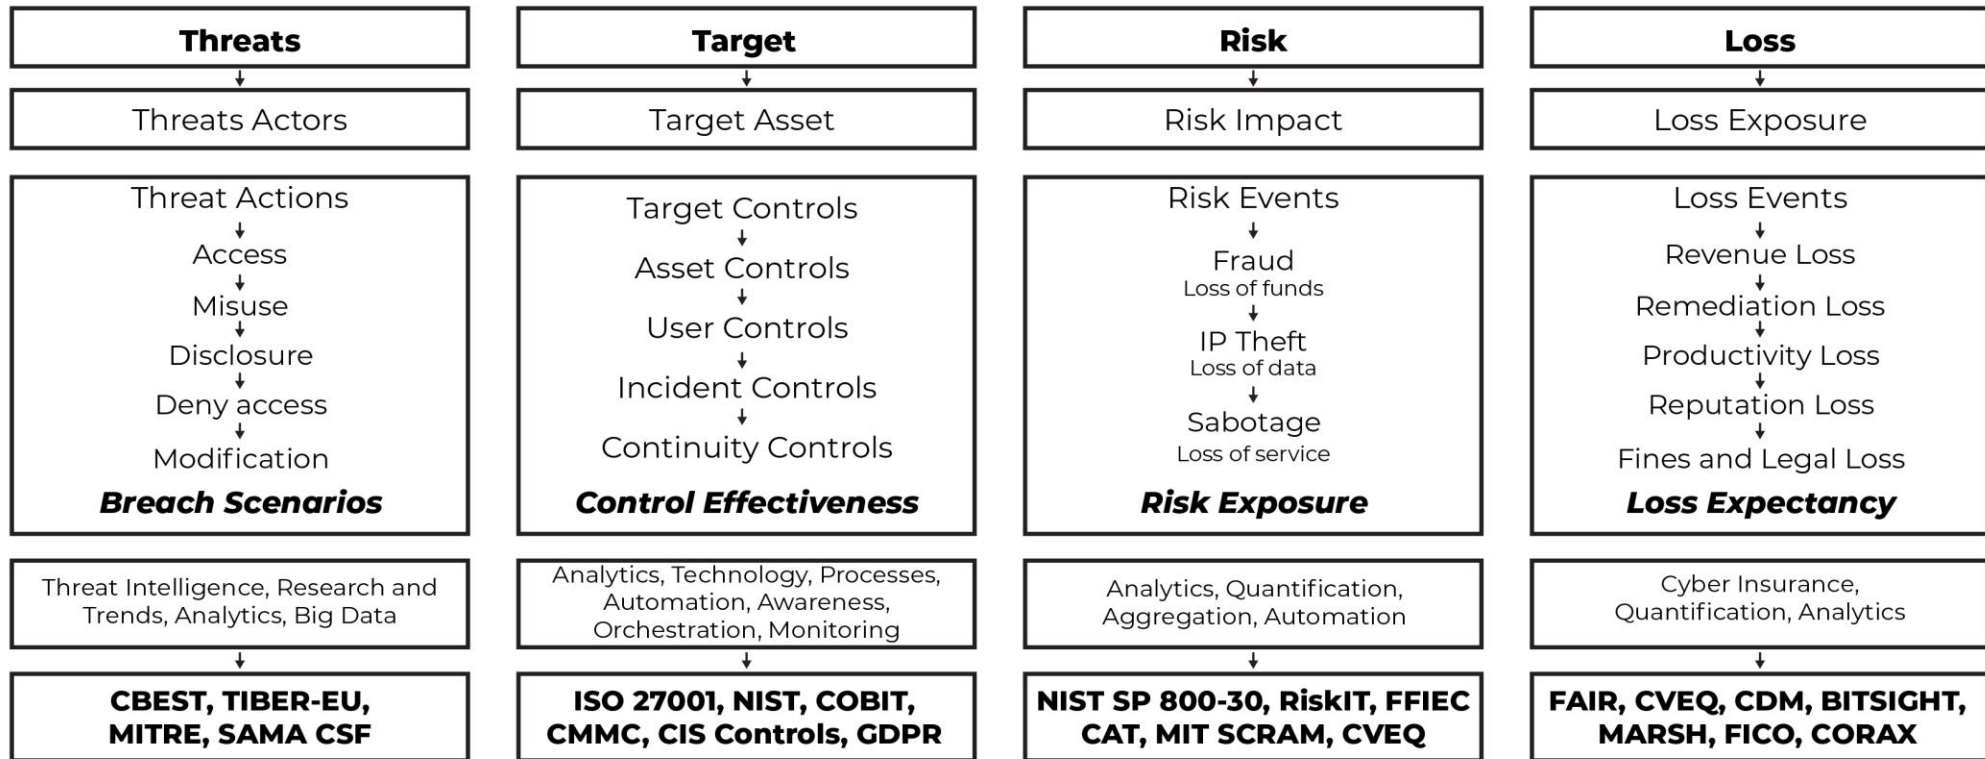 Threats
Threats Actors
Threat Actions
Access
Misuse
Disclosure
Deny access
Modification
Breach Scenarios
Threat Intelligence, Research and
Trends, Analytics, Big Data
CBEST, TIBER-EU,
MITRE, SAMA CSF
Target
Target Asset
Target Controls
Asset Controls
User Controls
Incident Controls
Continuity Controls
Control Effectiveness
Analytics, Technology, Processes,
Automation, Awareness,
Orchestration, Monitoring
ISO 27001, NIST, COBIT,
CMMC, CIS Controls, GDPR
Risk
Risk Impact
Risk Events
Fraud
Loss of funds
IP Theft
Loss of data
Sabotage
Loss of service
Risk Exposure
Analytics, Quantification,
Aggregation, Automation
NIST SP 800-30, RiskIT, FFIEC
CAT, MIT SCRAM, CVEQ
Loss
Loss Exposure
Loss Events
Revenue Loss
Remediation Loss
Productivity Loss
Reputation Loss
Fines and Legal Loss
Loss Expectancy
Cyber Insurance,
Quantification, Analytics
FAIR, CVEQ, CDM, BITSIGHT,
MARSH, FICO, CORAX